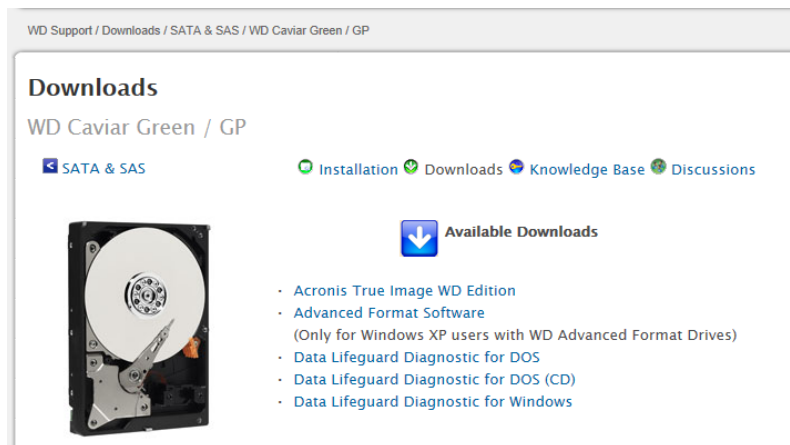 WD Support / Downloads / SATA & SAS / WD Caviar Green / GP
Downloads
WD Caviar Green / GP
SATA & SAS
Installation Downloads Knowledge Base Discussions
Available Downloads
· Acronis True Image WD Edition
· Advanced Format Software
(Only for Windows XP users with WD Advanced Format Drives)
· Data Lifeguard Diagnostic for DOS
· Data Lifeguard Diagnostic for DOS (CD)
· Data Lifeguard Diagnostic for Windows